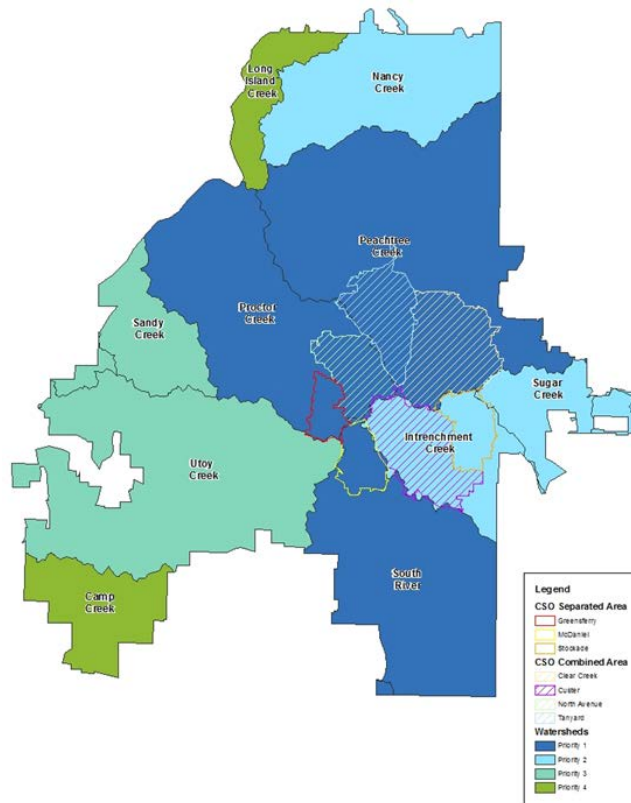 Long
Island
Creek
Nancy
Creek
Peachtree
Creek
Proctor
Creek
Sandy
Creek
Sugar
Creek
Intrenchment
Creek
Utoy
Creek
South
River
Camp
Creek
Legend
CSO Separated Area
Greensferry
McDaniel
Stockade
CSO Combined Area
Clear Creek
Custer
North Avenue
Tanyard
Watersheds
Priority 1
Priority 2
Priority 3
Priority 4